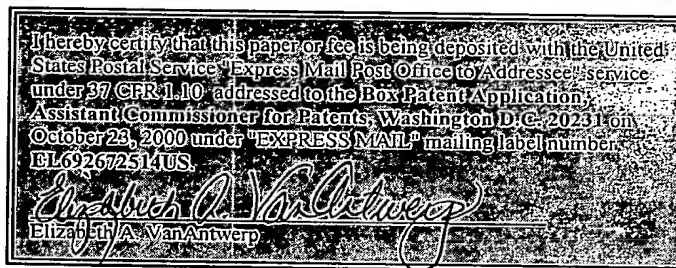 I hereby certify that this paper or fee is being deposited with the United
States Postal Service "Express Mail Post Office to Addressee" service
under 37 CFR 1.10 addressed to the Box Patent Application,
Assistant Commissioner for Patents, Washington D.C. 20231 on
October 23, 2000 under "EXPRESS MAIL" mailing label number
EL692672514US.
Elizabeth A. VanAntwerp
Elizabeth A. VanAntwerp